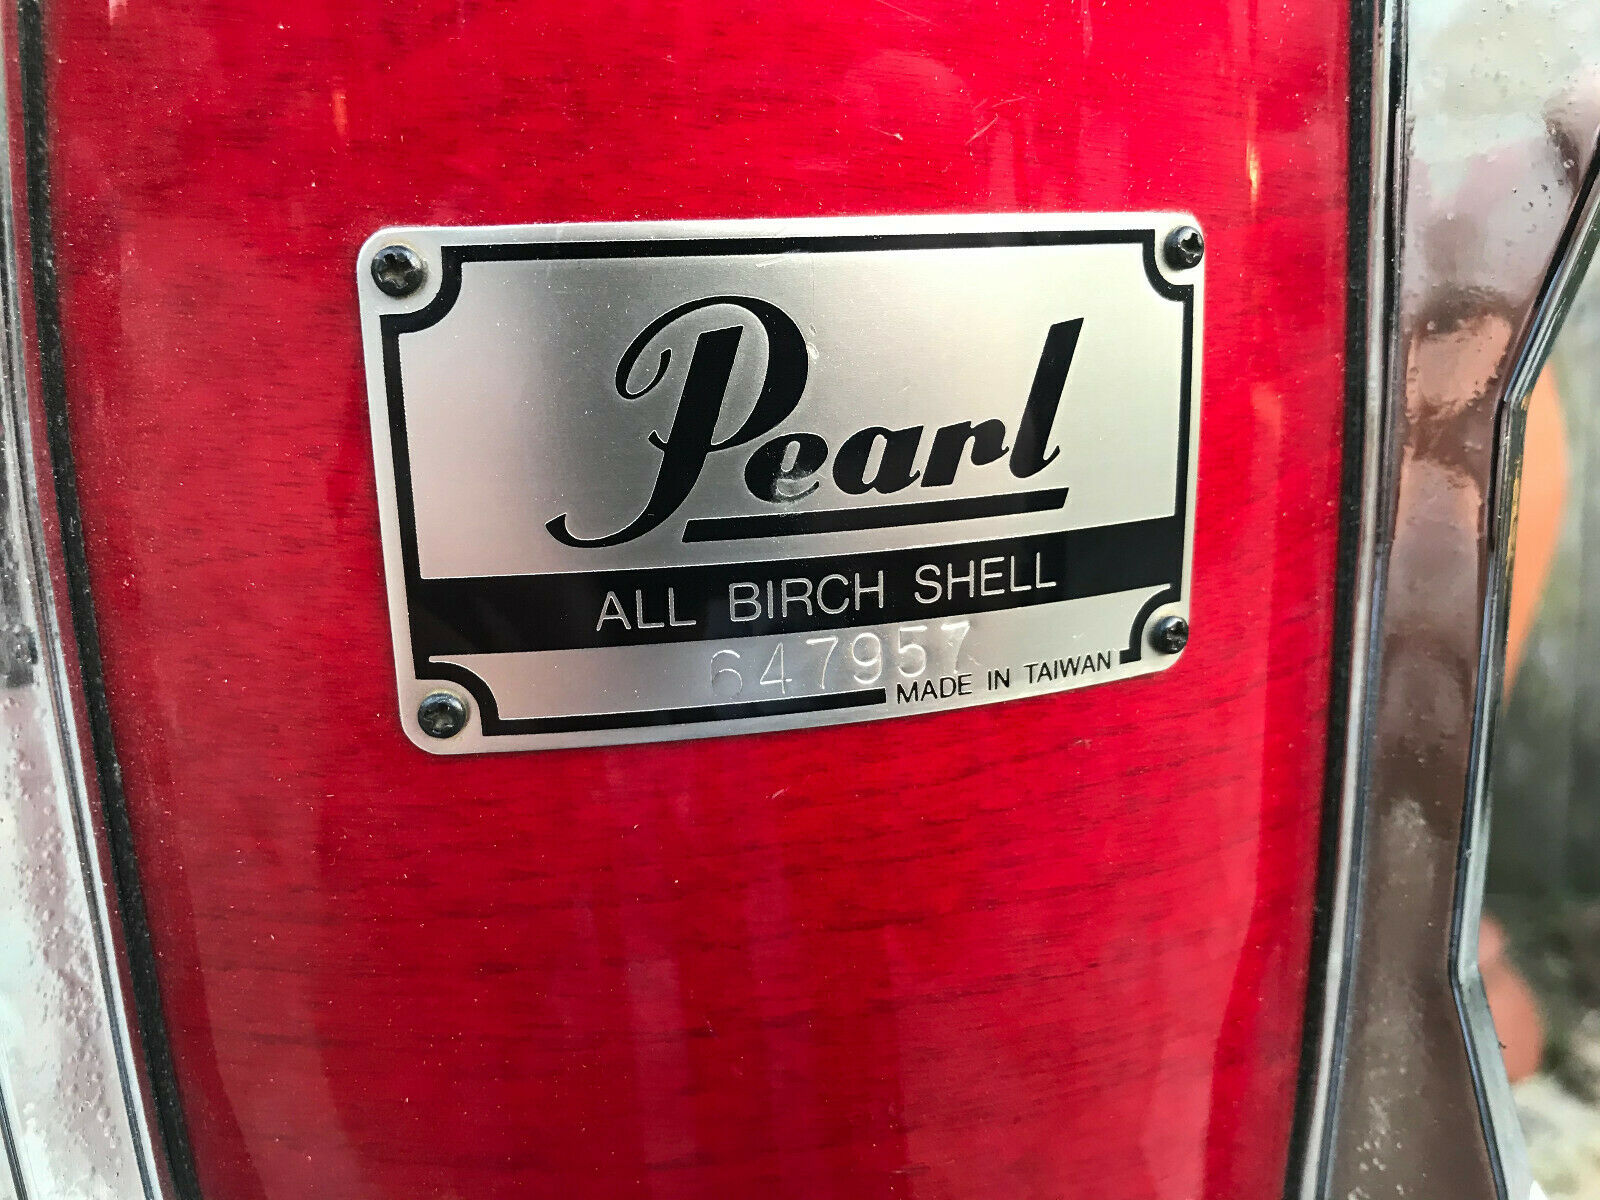 Pearl
ALL BIRCH SHELL
647957
MADE IN TAIWAN